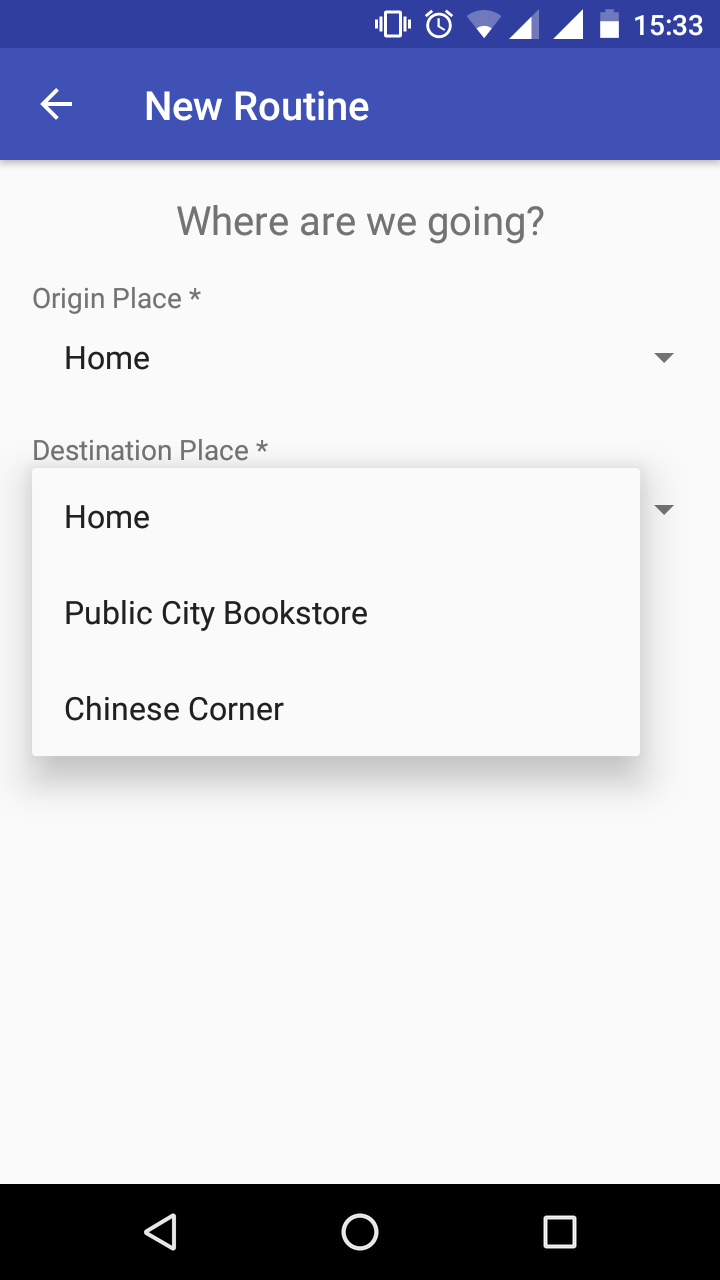 15:33
New Routine
Where are we going?
Origin Place *
Home
Destination Place *
Home
Public City Bookstore
Chinese Corner